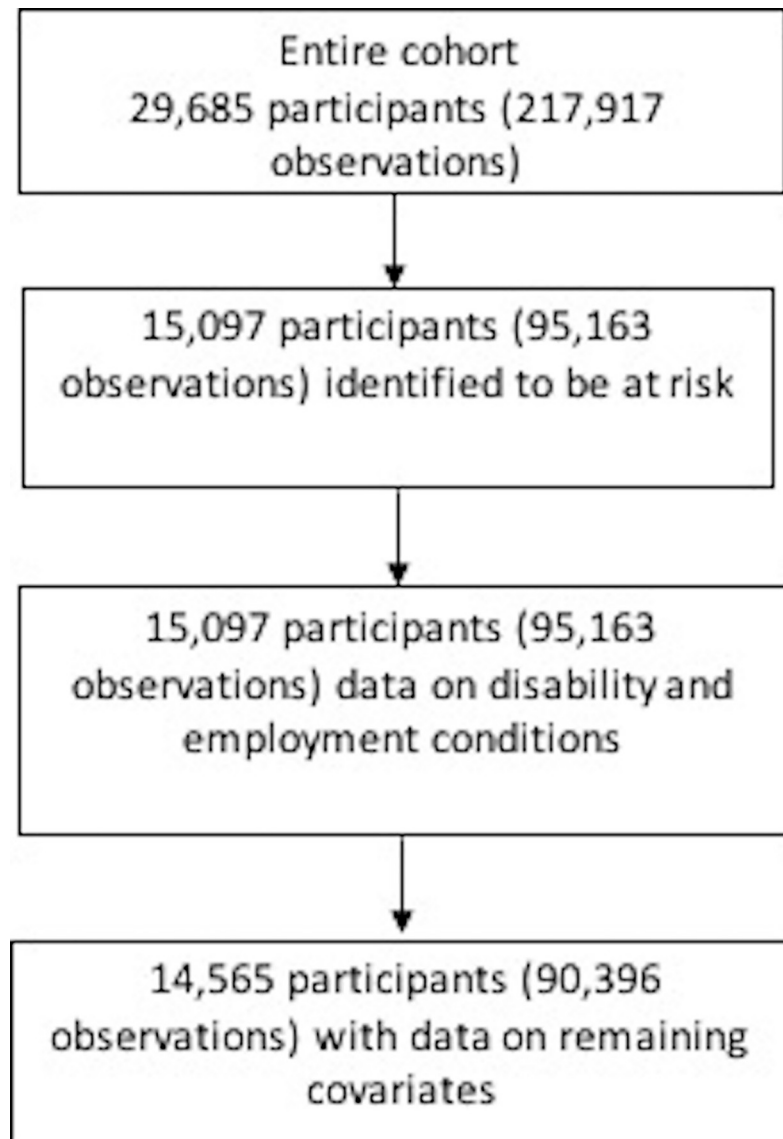 Entire cohort
29,685 participants (217,917
observations)
15,097 participants (95,163
observations) identified to be at risk
15,097 participants (95,163
observations) data on disability and
employment conditions
14,565 participants (90,396
observations) with data on remaining
covariates